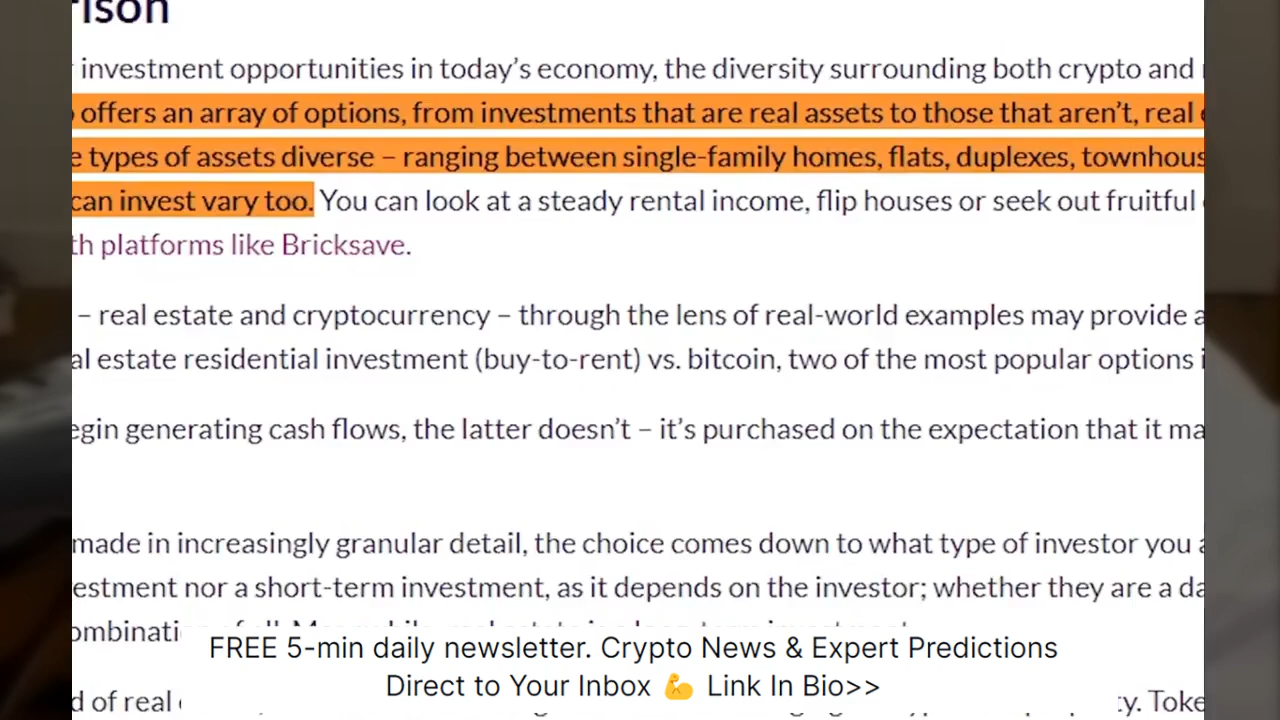 rison
investment opportunities in today's economy, the diversity surrounding both crypto and
offers an array of options, from investments that are real assets to those that aren't, real
e types of assets diverse – ranging between single-family homes, flats, duplexes, townhous
can invest vary too. You can look at a steady rental income, flip houses or seek out fruitful
th platforms like Bricksave.
– real estate and cryptocurrency – through the lens of real-world examples may provide a
al estate residential investment (buy-to-rent) vs. bitcoin, two of the most popular options i
egin generating cash flows, the latter doesn't – it's purchased on the expectation that it ma
made in increasingly granular detail, the choice comes down to what type of investor you a
estment nor a short-term investment, as it depends on the investor; whether they are a da
ombinati
FREE 5-min daily newsletter. Crypto News & Expert Predictions
Direct to Your Inbox 💪 Link In Bio>>
d of real
ty. Toke